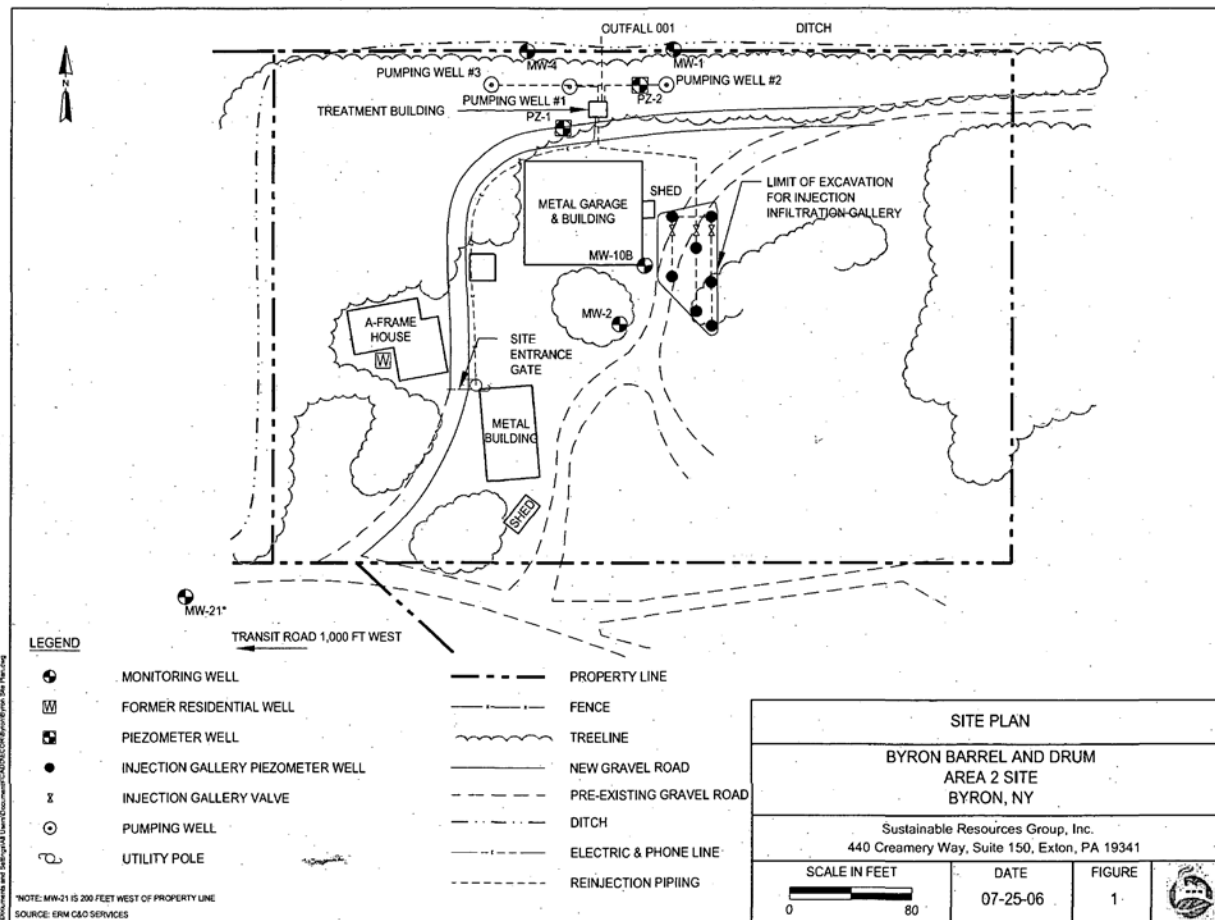 OUTFALL 001
DITCH
N
MW-4
MW-1
PUMPING WELL #3
PUMPING WELL #2
PUMPING WELL #1
PZ-2
TREATMENT BUILDING
PZ-1
METAL GARAGE
& BUILDING
SHED
LIMIT OF EXCAVATION
FOR INJECTION
INFILTRATION GALLERY
MW-10B
MW-2
A-FRAME
HOUSE
W
SITE
ENTRANCE
GATE
METAL
BUILDING
SHED
MW-21*
TRANSIT ROAD 1,000 FT WEST
LEGEND
MONITORING WELL
W FORMER RESIDENTIAL WELL
PIEZOMETER WELL
INJECTION GALLERY PIEZOMETER WELL
INJECTION GALLERY VALVE
PUMPING WELL
UTILITY POLE
PROPERTY LINE
FENCE
TREELINE
NEW GRAVEL ROAD
PRE-EXISTING GRAVEL ROAD
DITCH
ELECTRIC & PHONE LINE
REINJECTION PIPIING
*NOTE: MW-21 IS 200 FEET WEST OF PROPERTY LINE
SOURCE: ERM C&O SERVICES
SITE PLAN
BYRON BARREL AND DRUM
AREA 2 SITE
BYRON, NY
Sustainable Resources Group, Inc.
440 Creamery Way, Suite 150, Exton, PA 19341
SCALE IN FEET
0 80
DATE
07-25-06
FIGURE
1